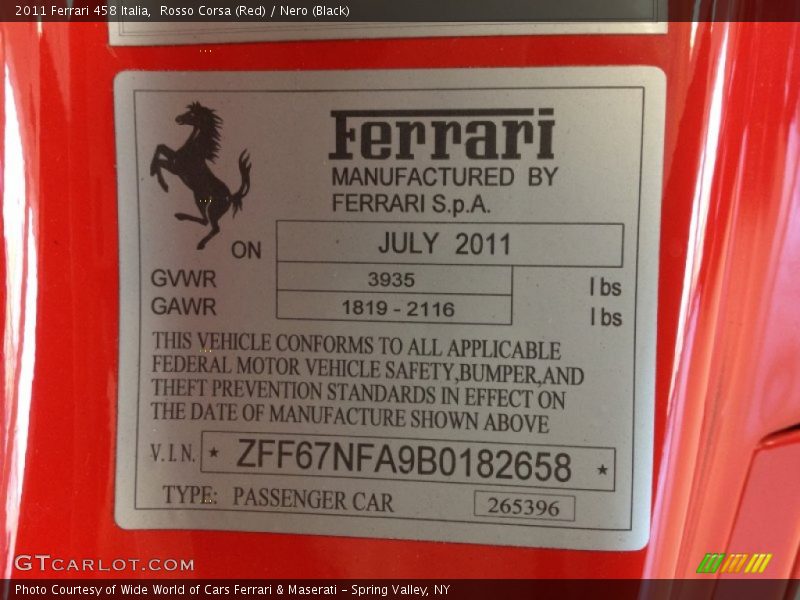 2011 Ferrari 458 Italia, Rosso Corsa (Red) / Nero (Black)
Ferrari
MANUFACTURED BY
FERRARI S.p.A.
ON JULY 2011
GVWR 3935 lbs
GAWR 1819 - 2116 lbs
THIS VEHICLE CONFORMS TO ALL APPLICABLE
FEDERAL MOTOR VEHICLE SAFETY,BUMPER,AND
THEFT PREVENTION STANDARDS IN EFFECT ON
THE DATE OF MANUFACTURE SHOWN ABOVE
V.I.N. * ZFF67NFA9B0182658 *
TYPE: PASSENGER CAR 265396
GTCARLOT.COM
Photo Courtesy of Wide World of Cars Ferrari & Maserati – Spring Valley, NY